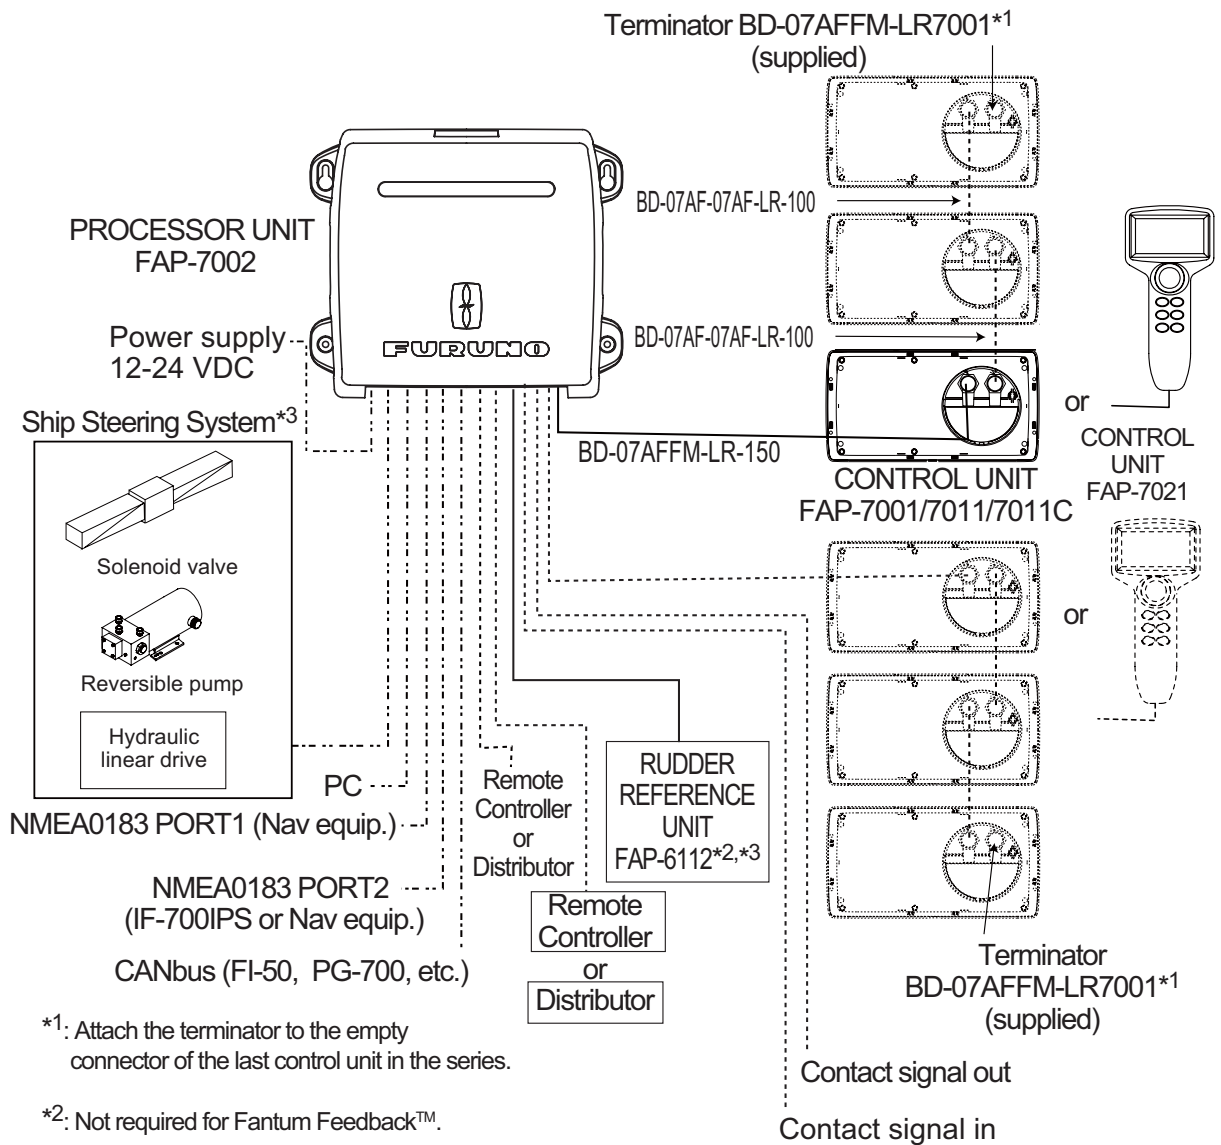 Terminator BD-07AFFM-LR7001*1
(supplied)
BD-07AF-07AF-LR-100
PROCESSOR UNIT
FAP-7002
Power supply
12-24 VDC
FURUNO
BD-07AF-07AF-LR-100
Ship Steering System*3
or
BD-07AFFM-LR-150
CONTROL UNIT
FAP-7001/7011/7011C
CONTROL
UNIT
FAP-7021
Solenoid valve
or
Reversible pump
Hydraulic
linear drive
PC
NMEA0183 PORT1 (Nav equip.)
Remote
Controller
or
Distributor
RUDDER
REFERENCE
UNIT
FAP-6112*2,*3
NMEA0183 PORT2
(IF-700IPS or Nav equip.)
Remote
Controller
or
Distributor
CANbus (FI-50, PG-700, etc.)
Terminator
BD-07AFFM-LR7001*1
(supplied)
*1: Attach the terminator to the empty
connector of the last control unit in the series.
Contact signal out
*2: Not required for Fantum Feedback™.
Contact signal in